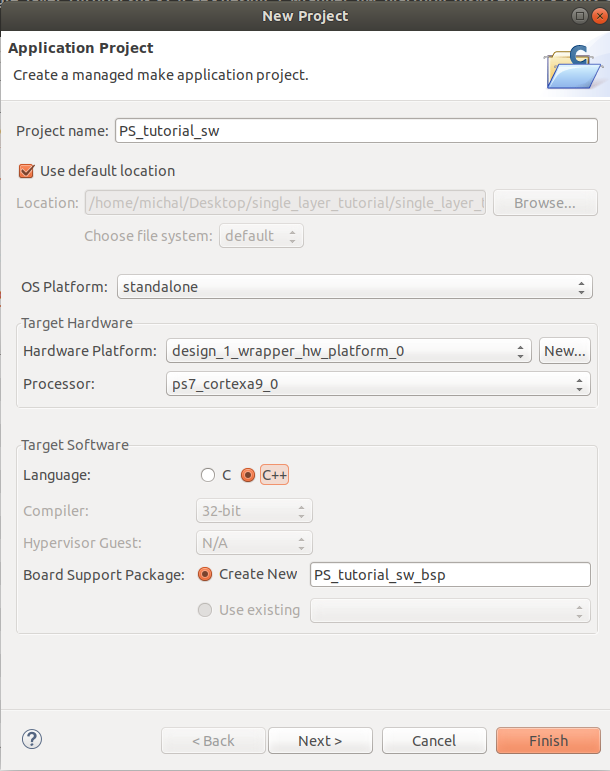 New Project
Application Project
Create a managed make application project.
C
Project name: PS_tutorial_sw
Use default location
Location: /home/michal/Desktop/single_layer_tutorial/single_layer_t Browse...
Choose file system: default
OS Platform: standalone
Target Hardware
Hardware Platform: design_1_wrapper_hw_platform_0 New...
Processor: ps7_cortexa9_0
Target Software
Language: C C++
Compiler: 32-bit
Hypervisor Guest: N/A
Board Support Package: Create New PS_tutorial_sw_bsp
Use existing
? < Back Next > Cancel Finish